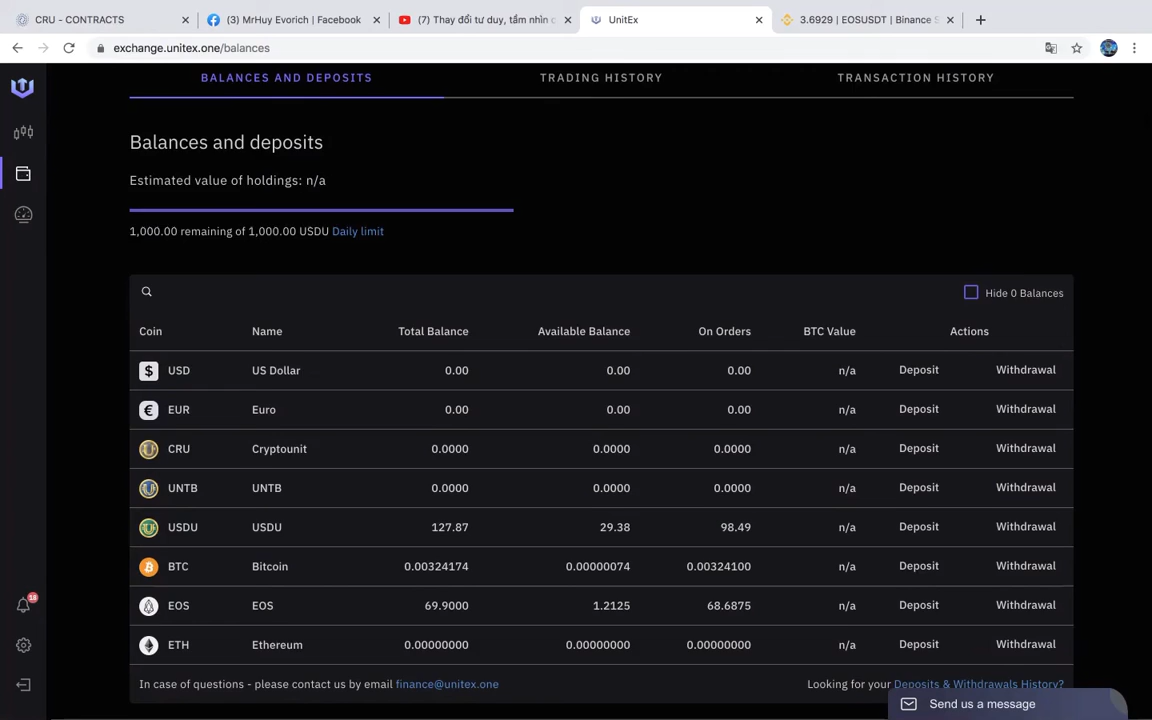 CRU - CONTRACTS
(3) MrHuy Evorich | Facebook
(7) Thay đổi tư duy, tầm nhìn
UnitEx
3.6929 | EOSUSDT | Binance S
exchange.unitex.one/balances
BALANCES AND DEPOSITS
TRADING HISTORY
TRANSACTION HISTORY
Balances and deposits
Estimated value of holdings: n/a
1,000.00 remaining of 1,000.00 USDU Daily limit
Hide 0 Balances
Coin Name Total Balance Available Balance On Orders BTC Value Actions
$ USD US Dollar 0.00 0.00 0.00 n/a Deposit Withdrawal
€ EUR Euro 0.00 0.00 0.00 n/a Deposit Withdrawal
CRU Cryptounit 0.0000 0.0000 0.0000 n/a Deposit Withdrawal
UNTB UNTB 0.0000 0.0000 0.0000 n/a Deposit Withdrawal
USDU USDU 127.87 29.38 98.49 n/a Deposit Withdrawal
BTC Bitcoin 0.00324174 0.00000074 0.00324100 n/a Deposit Withdrawal
EOS EOS 69.9000 1.2125 68.6875 n/a Deposit Withdrawal
18
ETH Ethereum 0.00000000 0.00000000 0.00000000 n/a Deposit Withdrawal
In case of questions - please contact us by email finance@unitex.one
Looking for your Deposits & Withdrawals History?
Send us a message